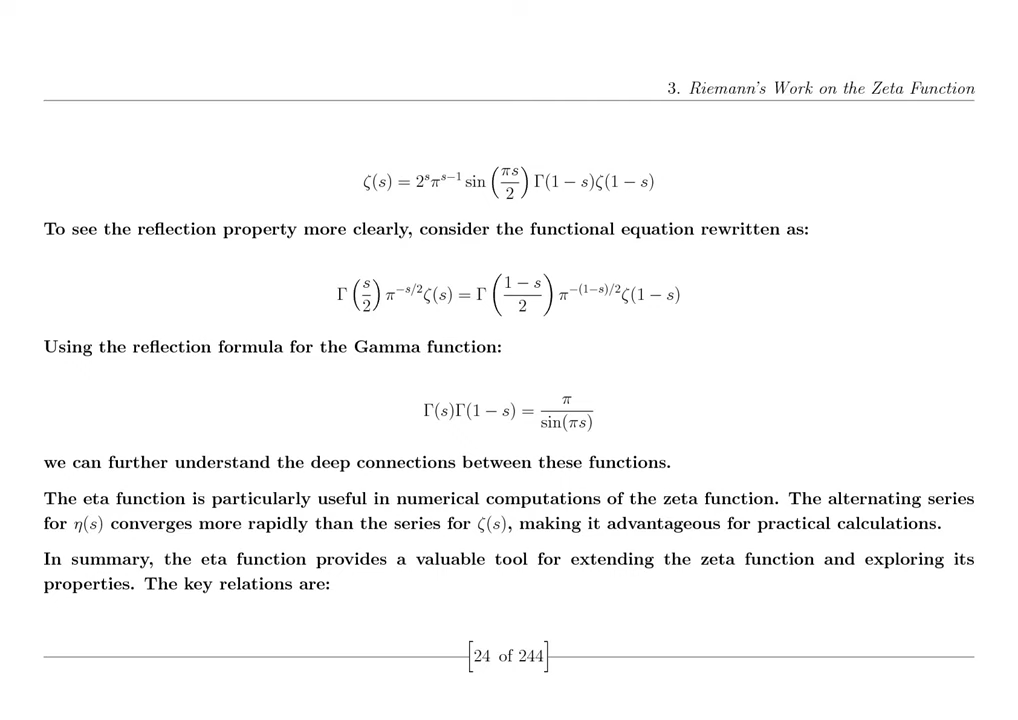 3. Riemann's Work on the Zeta Function
ζ(s) = 2^s π^{s−1} sin (πs/2) Γ(1 − s)ζ(1 − s)
To see the reflection property more clearly, consider the functional equation rewritten as:
Γ (s/2) π^{−s/2} ζ(s) = Γ ((1 − s)/2) π^{−(1−s)/2} ζ(1 − s)
Using the reflection formula for the Gamma function:
Γ(s)Γ(1 − s) = π/sin(πs)
we can further understand the deep connections between these functions.
The eta function is particularly useful in numerical computations of the zeta function. The alternating series
for η(s) converges more rapidly than the series for ζ(s), making it advantageous for practical calculations.
In summary, the eta function provides a valuable tool for extending the zeta function and exploring its
properties. The key relations are:
[24 of 244]